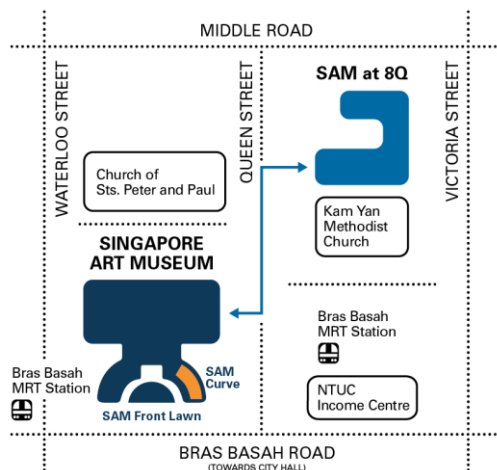 MIDDLE ROAD
WATERLOO STREET
QUEEN STREET
VICTORIA STREET
SAM at 8Q
Church of
Sts. Peter and Paul
Kam Yan
Methodist
Church
SINGAPORE
ART MUSEUM
Bras Basah
MRT Station
SAM
Curve
SAM Front Lawn
Bras Basah
MRT Station
NTUC
Income Centre
BRAS BASAH ROAD
(TOWARDS CITY HALL)